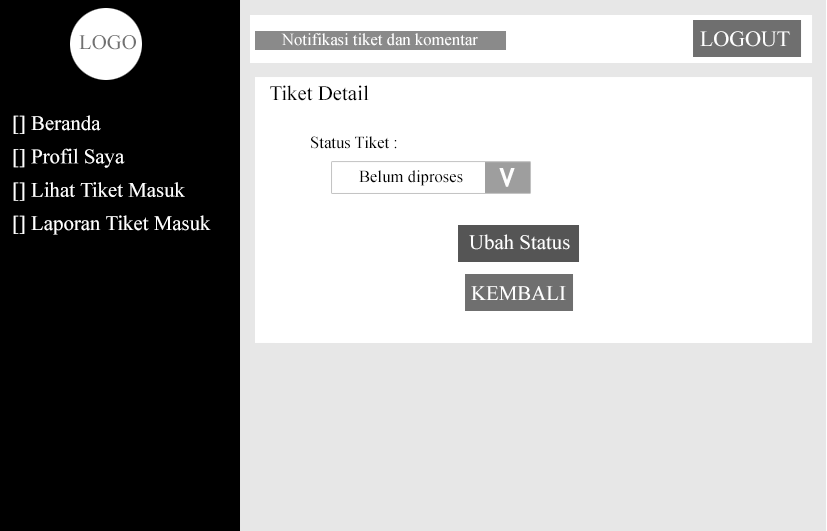 LOGO
[] Beranda
[] Profil Saya
[] Lihat Tiket Masuk
[] Laporan Tiket Masuk
Notifikasi tiket dan komentar
LOGOUT
Tiket Detail
Status Tiket :
Belum diproses V
Ubah Status
KEMBALI